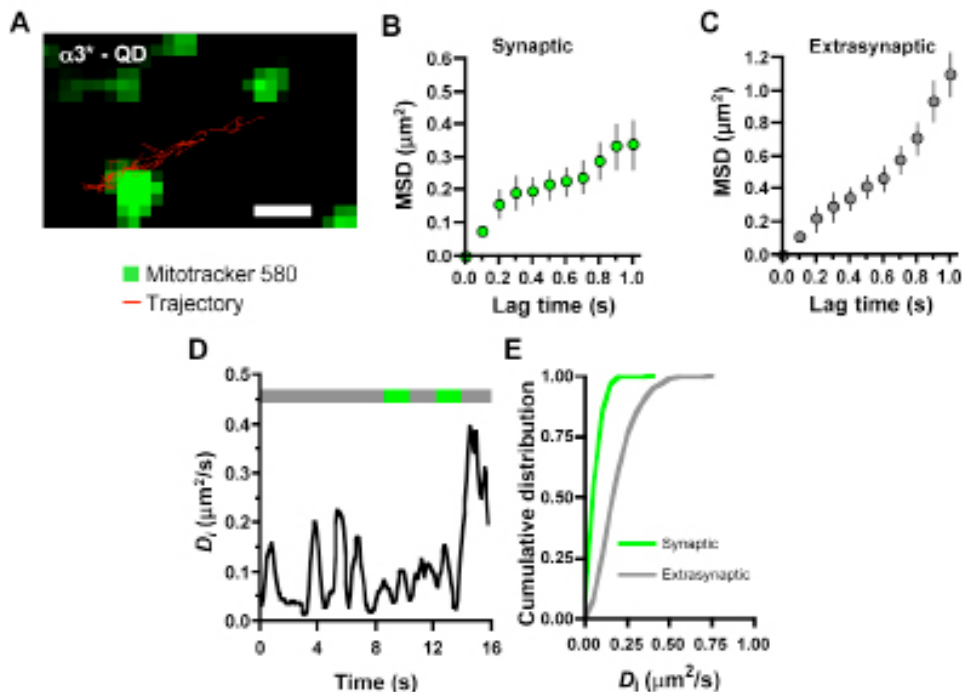 A
α3* - QD
Mitotracker 580
Trajectory
B
Synaptic
MSD (μm²)
0.6
0.5
0.4
0.3
0.2
0.1
0.0
0.0 0.2 0.4 0.6 0.8 1.0
Lag time (s)
C
Extrasynaptic
MSD (μm²)
1.2
1.0
0.8
0.6
0.4
0.2
0.0
0.0 0.2 0.4 0.6 0.8 1.0
Lag time (s)
D
Di (μm²/s)
0.5
0.4
0.3
0.2
0.1
0.0
0 4 8 12 16
Time (s)
E
Cumulative distribution
1.00
0.75
0.50
0.25
0.00
Synaptic
Extrasynaptic
0.00 0.25 0.50 0.75 1.00
Di (μm²/s)